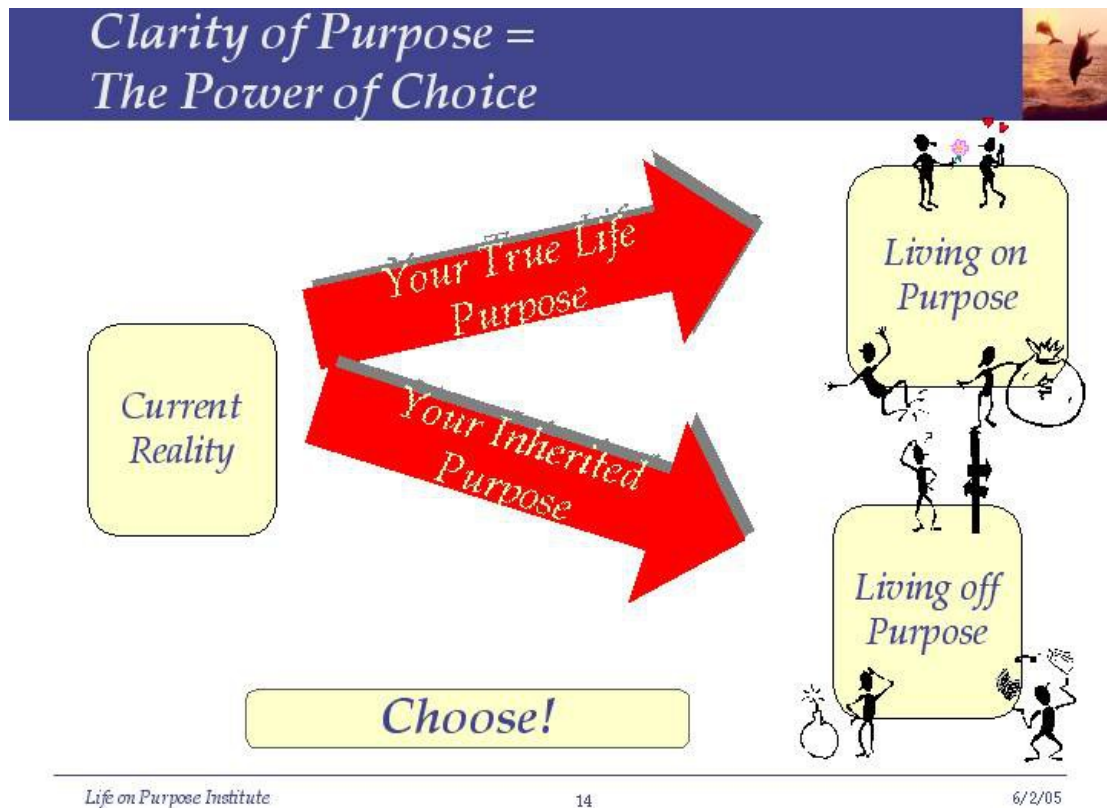 Clarity of Purpose =
The Power of Choice
Your True Life
Purpose
Living on
Purpose
Current
Reality
Your Inherited
Purpose
Living off
Purpose
Choose!
Life on Purpose Institute
14
6/2/05